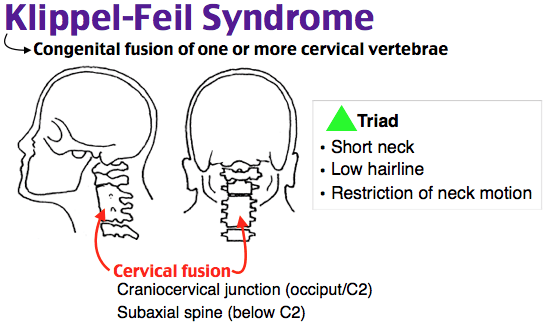 Klippel-Feil Syndrome
Congenital fusion of one or more cervical vertebrae
Triad
• Short neck
• Low hairline
• Restriction of neck motion
Cervical fusion
Craniocervical junction (occiput/C2)
Subaxial spine (below C2)